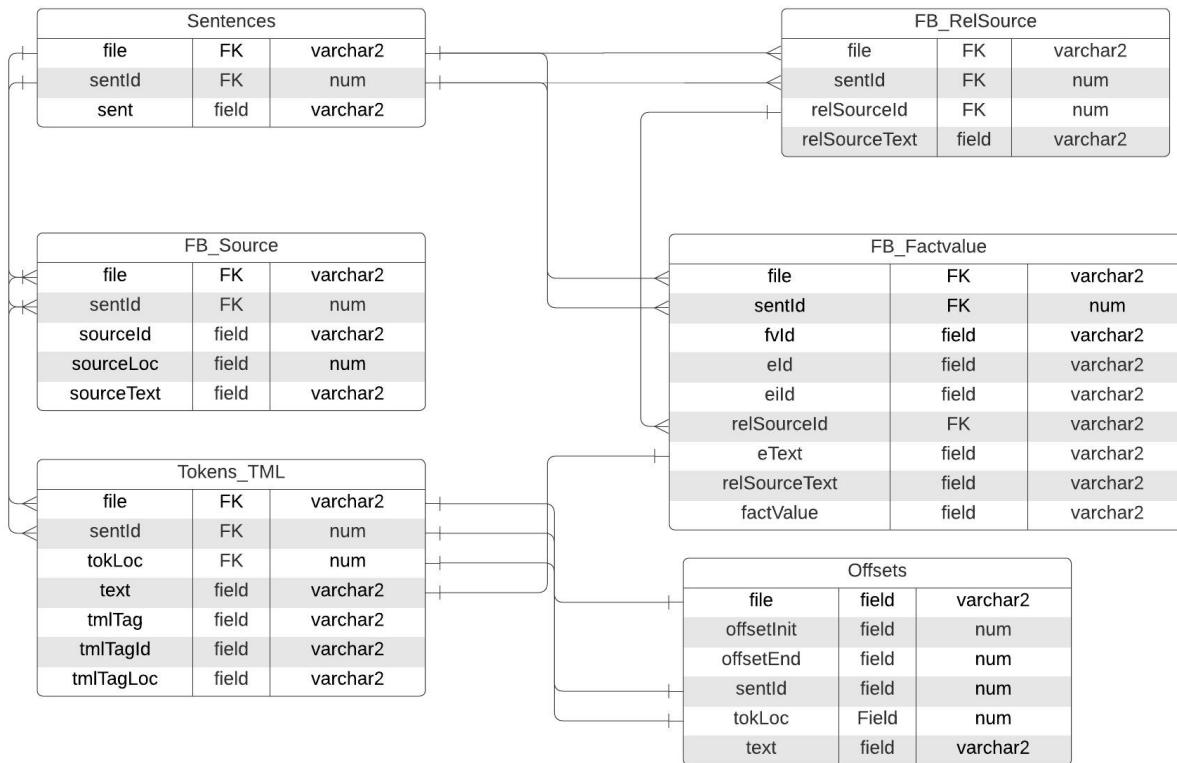 Sentences
file FK varchar2
sentId FK num
sent field varchar2
FB_RelSource
file FK varchar2
sentId FK num
relSourceId FK num
relSourceText field varchar2
FB_Source
file FK varchar2
sentId FK num
sourceId field varchar2
sourceLoc field num
sourceText field varchar2
FB_Factvalue
file FK varchar2
sentId FK num
fvId field varchar2
eId field varchar2
eiId field varchar2
relSourceId FK varchar2
eText field varchar2
relSourceText field varchar2
factValue field varchar2
Tokens_TML
file FK varchar2
sentId FK num
tokLoc FK num
text field varchar2
tmlTag field varchar2
tmlTagId field varchar2
tmlTagLoc field varchar2
Offsets
file field varchar2
offsetInit field num
offsetEnd field num
sentId field num
tokLoc Field num
text field varchar2